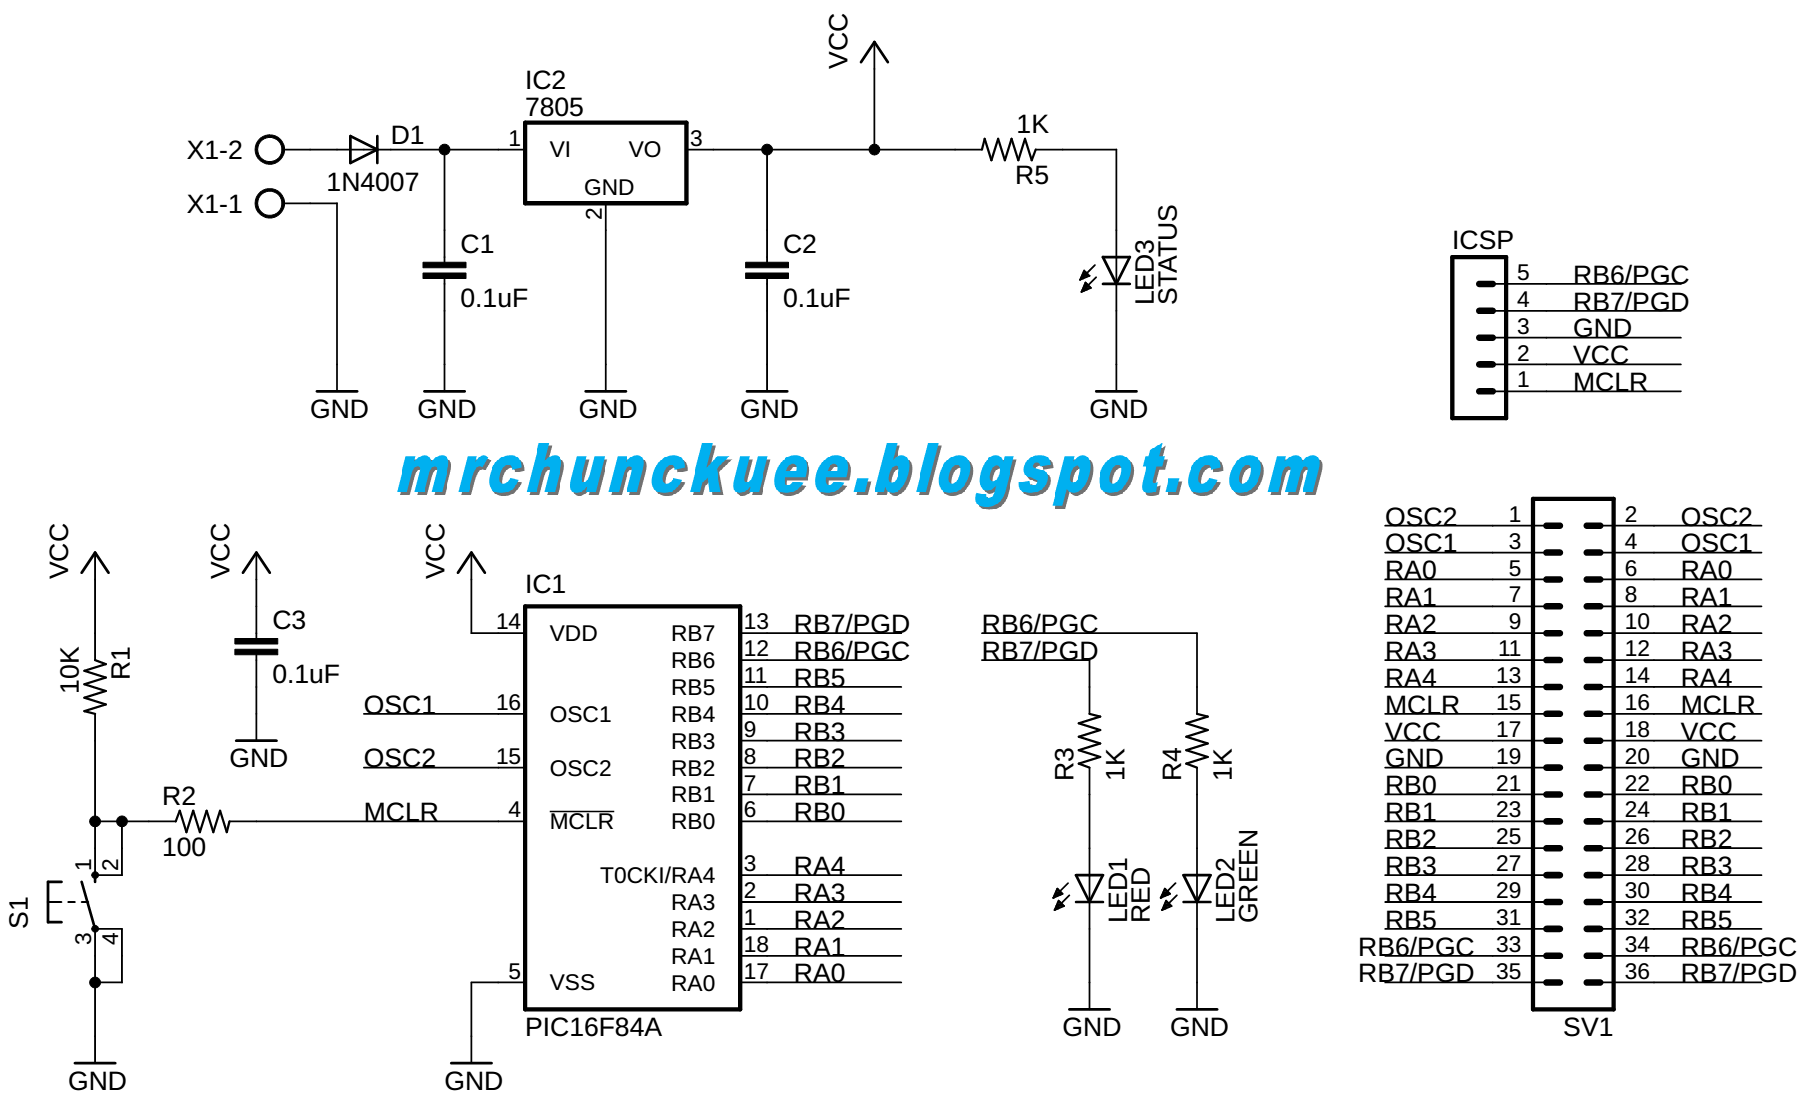 VCC
IC2
7805
X1-2
D1
1 VI VO 3
1K
1N4007
R5
GND
2
X1-1
C1
0.1uF
C2
0.1uF
LED3
STATUS
GND GND GND GND GND
ICSP
5 RB6/PGC
4 RB7/PGD
3 GND
2 VCC
1 MCLR
mrchunckuee.blogspot.com
VCC
10K
R1
R2
100
1
2
S1
3
4
GND
VCC
C3
0.1uF
GND
VCC
IC1
14 VDD
OSC1 16 OSC1
OSC2 15 OSC2
MCLR 4 MCLR
5 VSS
GND
RB7 13 RB7/PGD
RB6 12 RB6/PGC
RB5 11 RB5
RB4 10 RB4
RB3 9 RB3
RB2 8 RB2
RB1 7 RB1
RB0 6 RB0
T0CKI/RA4 3 RA4
RA3 2 RA3
RA2 1 RA2
RA1 18 RA1
RA0 17 RA0
PIC16F84A
RB6/PGC
RB7/PGD
R3
1K
R4
1K
LED1
RED
LED2
GREEN
GND GND
OSC2 1 2 OSC2
OSC1 3 4 OSC1
RA0 5 6 RA0
RA1 7 8 RA1
RA2 9 10 RA2
RA3 11 12 RA3
RA4 13 14 RA4
MCLR 15 16 MCLR
VCC 17 18 VCC
GND 19 20 GND
RB0 21 22 RB0
RB1 23 24 RB1
RB2 25 26 RB2
RB3 27 28 RB3
RB4 29 30 RB4
RB5 31 32 RB5
RB6/PGC 33 34 RB6/PGC
RB7/PGD 35 36 RB7/PGD
SV1